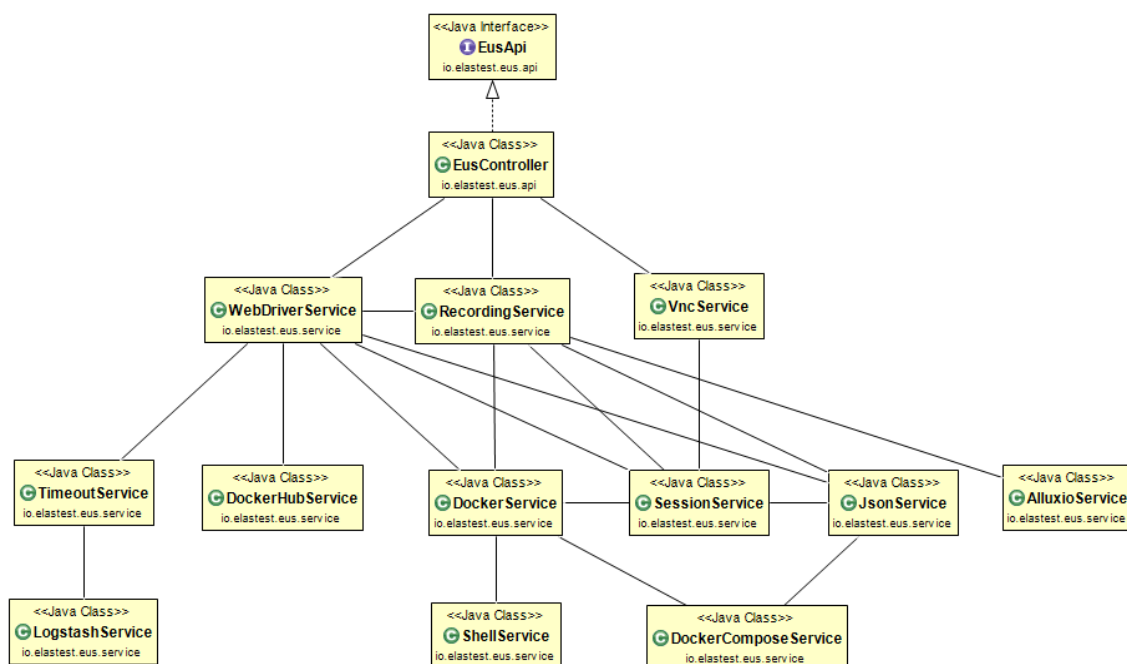 <<Java Interface>>
I EusApi
io.elastest.eus.api
<<Java Class>>
C EusController
io.elastest.eus.api
<<Java Class>>
C WebDriverService
io.elastest.eus.service
<<Java Class>>
C RecordingService
io.elastest.eus.service
<<Java Class>>
C VncService
io.elastest.eus.service
<<Java Class>>
C TimeoutService
io.elastest.eus.service
<<Java Class>>
C DockerHubService
io.elastest.eus.service
<<Java Class>>
C DockerService
io.elastest.eus.service
<<Java Class>>
C SessionService
io.elastest.eus.service
<<Java Class>>
C JsonService
io.elastest.eus.service
<<Java Class>>
C AlluxioService
io.elastest.eus.service
<<Java Class>>
C LogstashService
io.elastest.eus.service
<<Java Class>>
C ShellService
io.elastest.eus.service
<<Java Class>>
C DockerComposeService
io.elastest.eus.service